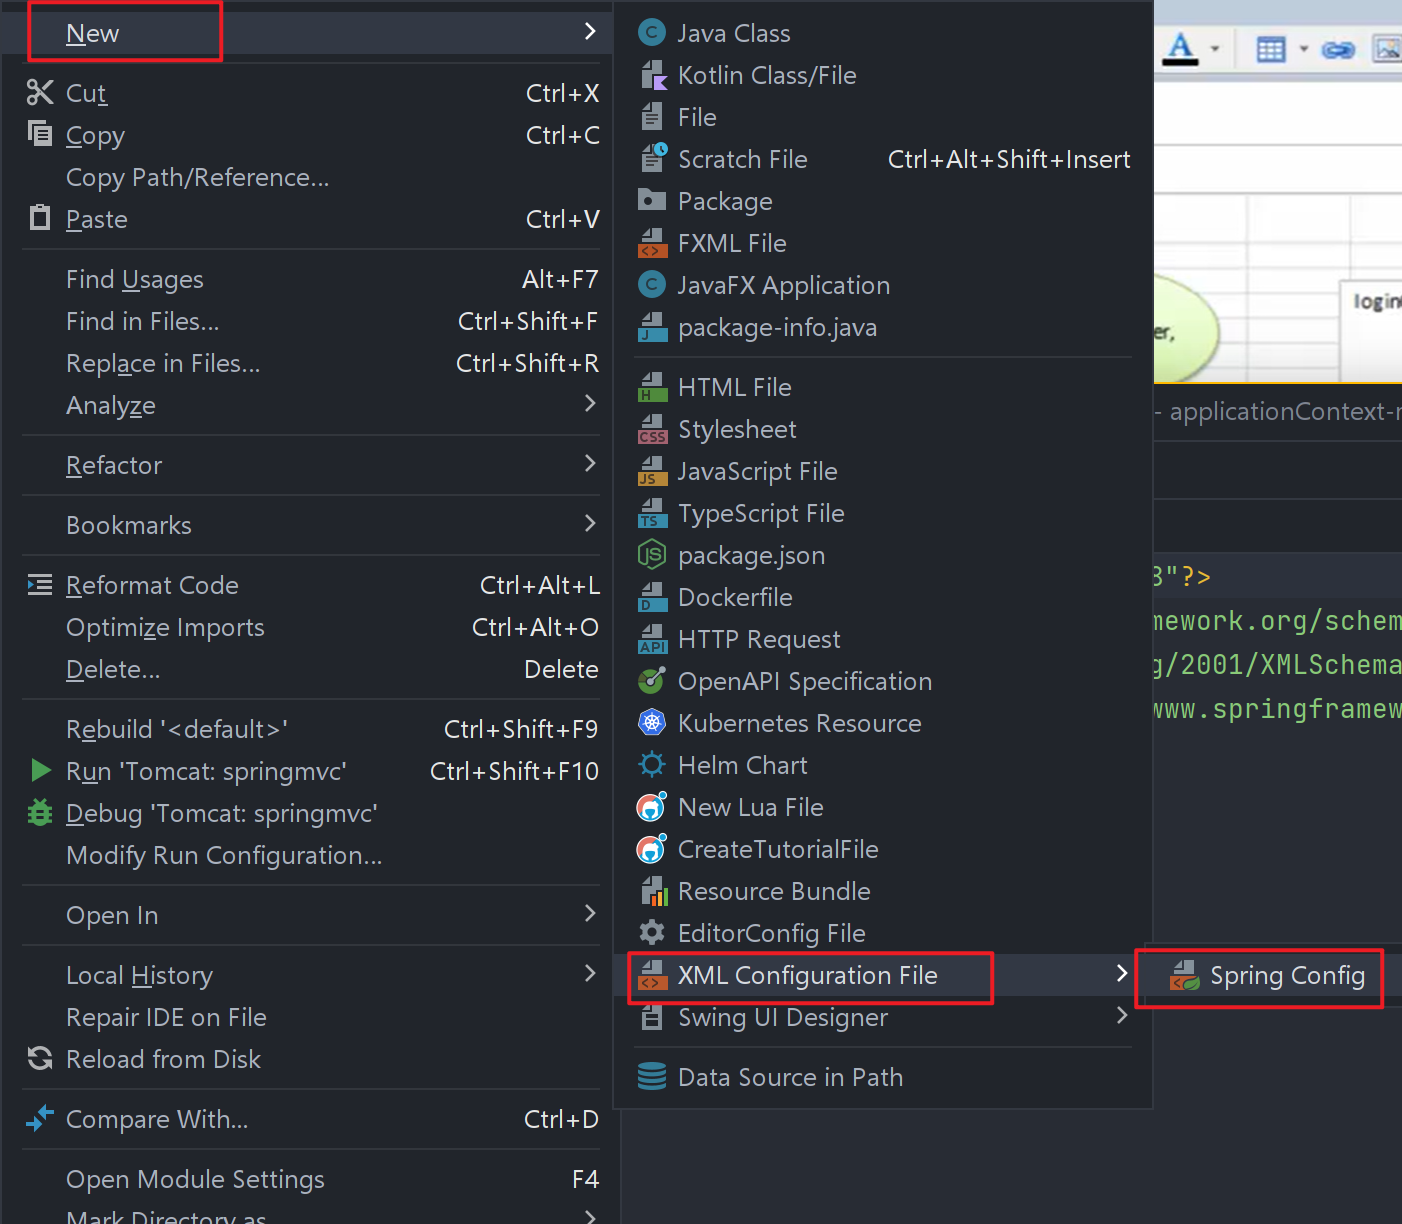 New
Cut Ctrl+X
Copy Ctrl+C
Copy Path/Reference...
Paste Ctrl+V
Find Usages Alt+F7
Find in Files... Ctrl+Shift+F
Replace in Files... Ctrl+Shift+R
Analyze
Refactor
Bookmarks
Reformat Code Ctrl+Alt+L
Optimize Imports Ctrl+Alt+O
Delete... Delete
Rebuild '<default>' Ctrl+Shift+F9
Run 'Tomcat: springmvc' Ctrl+Shift+F10
Debug 'Tomcat: springmvc'
Modify Run Configuration...
Open In
Local History
Repair IDE on File
Reload from Disk
Compare With... Ctrl+D
Open Module Settings F4
Mark Directory as
Java Class
Kotlin Class/File
File
Scratch File Ctrl+Alt+Shift+Insert
Package
FXML File
JavaFX Application
package-info.java
HTML File
Stylesheet
JavaScript File
TypeScript File
package.json
Dockerfile
HTTP Request
OpenAPI Specification
Kubernetes Resource
Helm Chart
New Lua File
CreateTutorialFile
Resource Bundle
EditorConfig File
XML Configuration File
Swing UI Designer
Data Source in Path
Spring Config
er,
login
- applicationContext-
8"?>
mework.org/schem
g/2001/XMLSchema
www.springframew